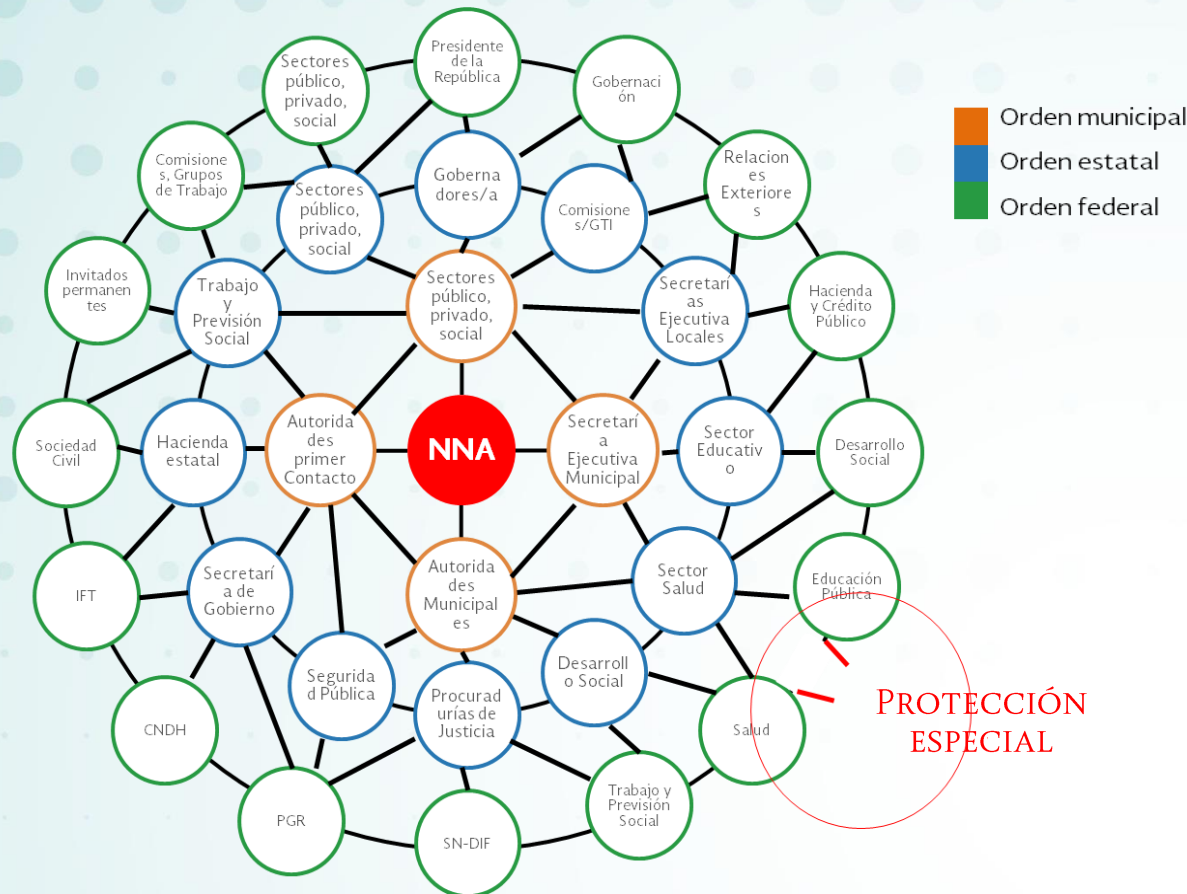 Presidente
de la
República
Sectores
público,
privado,
social
Gobernaci
ón
Comisione
s, Grupos
de Trabajo
Relacion
es
Exteriore
s
Sectores
público,
privado,
social
Goberna
dores/a
Comisione
s/GTI
Invitados
permanen
tes
Trabajo
y
Previsión
Social
Sectores
público,
privado,
social
Secretarí
as
Ejecutiva
Locales
Hacienda
y Crédito
Público
Sociedad
Civil
Hacienda
estatal
Autorida
des
primer
Contacto
NNA
Secretarí
a
Ejecutiva
Municipal
Sector
Educativ
o
Desarrollo
Social
IFT
Secretarí
a de
Gobierno
Autorida
des
Municipal
es
Sector
Salud
Educación
Pública
Segurida
d Pública
Procurad
urías de
Justicia
Desarroll
o Social
CNDH
Salud
PGR
SN-DIF
Trabajo y
Previsión
Social
Orden municipal
Orden estatal
Orden federal
PROTECCIÓN
ESPECIAL